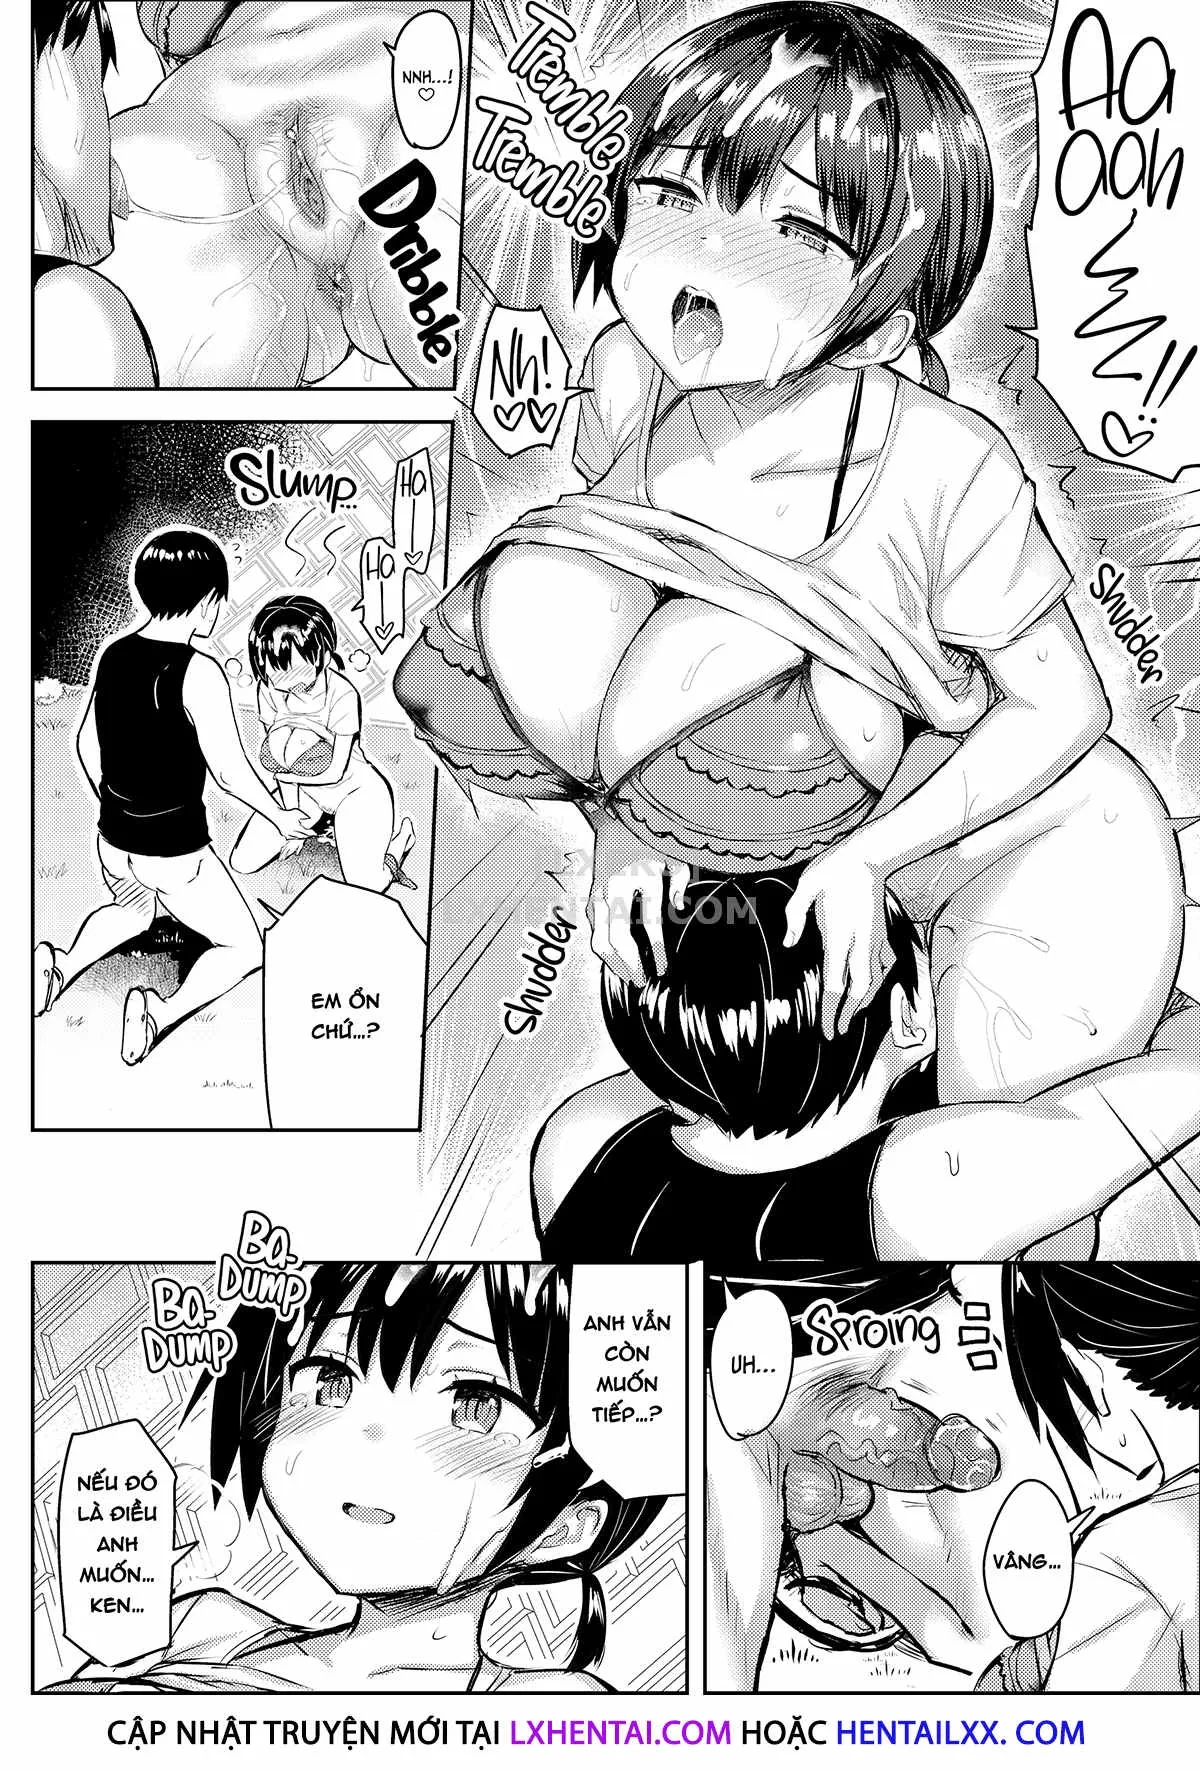 Aa
aah
!!
Tremble
Tremble
NH!
NNH...!
Dribble
Shudder
Shudder
Slump...
HA
HA
EM ỔN
CHỨ...?
LXERS
LXHENTAI.COM
UH...
Sproing
VÂNG...
ANH VẪN
CÒN
MUỐN
TIẾP...?
BA-
DUMP
BA-
DUMP
NẾU ĐÓ
LÀ ĐIỀU
ANH
MUỐN...
KEN...
CẬP NHẬT TRUYỆN MỚI TẠI LXHENTAI.COM HOẶC HENTAILXX. COM